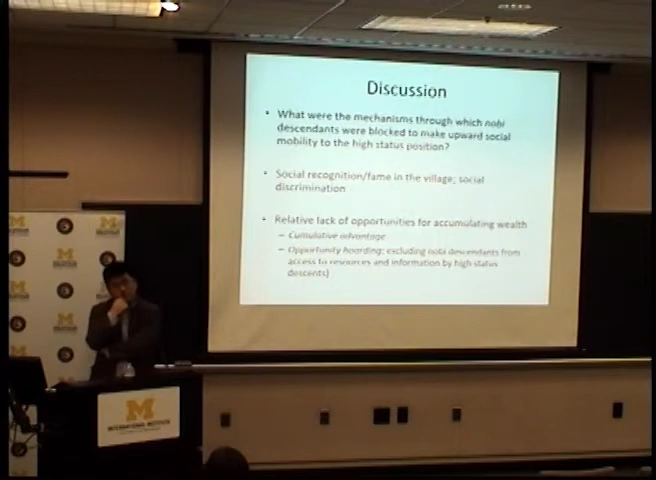 Discussion
• What were the mechanisms through which nobi
descendants were blocked to make upward social
mobility to the high status position?
• Social recognition/fame in the village; social
discrimination
• Relative lack of opportunities for accumulating wealth
– Cumulative advantage
– Opportunity hoarding: excluding nobi descendants from
access to resources and information by high status
descents)
M
INTERNATIONAL INSTITUTE